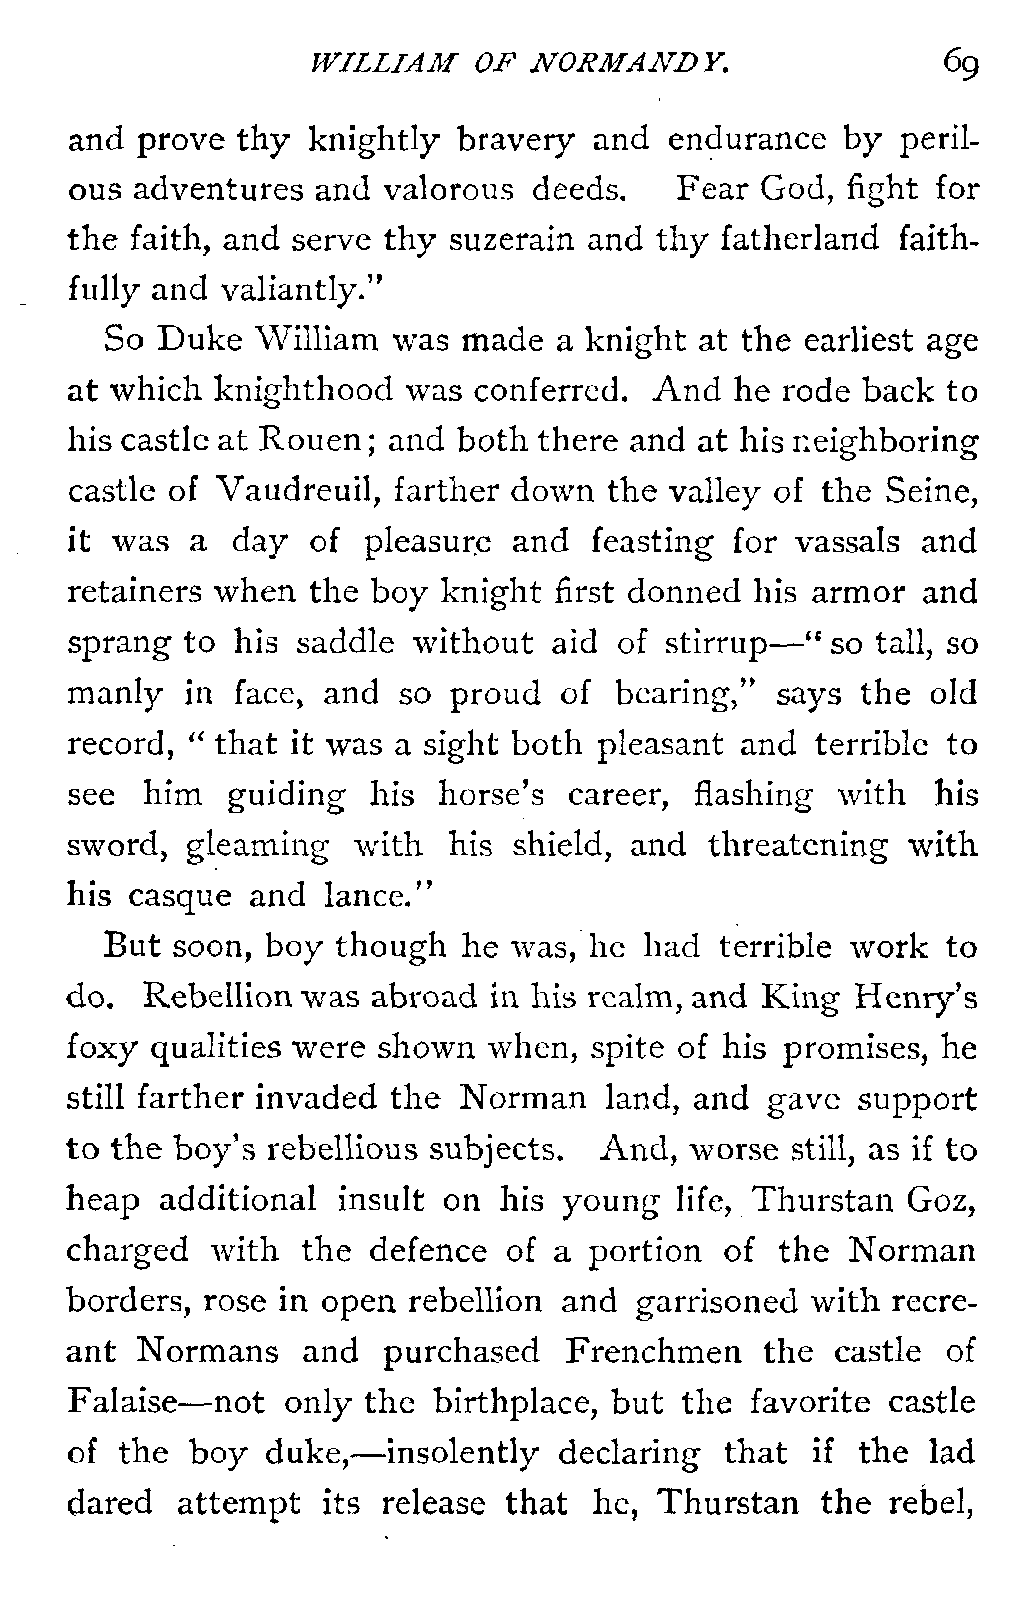 WILLIAM OF NORMANDY. 69
and prove thy knightly bravery and endurance by peril-
ous adventures and valorous deeds. Fear God, fight for
the faith, and serve thy suzerain and thy fatherland faith-
fully and valiantly."
So Duke William was made a knight at the earliest age
at which knighthood was conferred. And he rode back to
his castle at Rouen; and both there and at his neighboring
castle of Vaudreuil, farther down the valley of the Seine,
it was a day of pleasure and feasting for vassals and
retainers when the boy knight first donned his armor and
sprang to his saddle without aid of stirrup—"so tall, so
manly in face, and so proud of bearing," says the old
record, "that it was a sight both pleasant and terrible to
see him guiding his horse's career, flashing with his
sword, gleaming with his shield, and threatening with
his casque and lance."
But soon, boy though he was, he had terrible work to
do. Rebellion was abroad in his realm, and King Henry's
foxy qualities were shown when, spite of his promises, he
still farther invaded the Norman land, and gave support
to the boy's rebellious subjects. And, worse still, as if to
heap additional insult on his young life, Thurstan Goz,
charged with the defence of a portion of the Norman
borders, rose in open rebellion and garrisoned with recre-
ant Normans and purchased Frenchmen the castle of
Falaise—not only the birthplace, but the favorite castle
of the boy duke,—insolently declaring that if the lad
dared attempt its release that he, Thurstan the rebel,